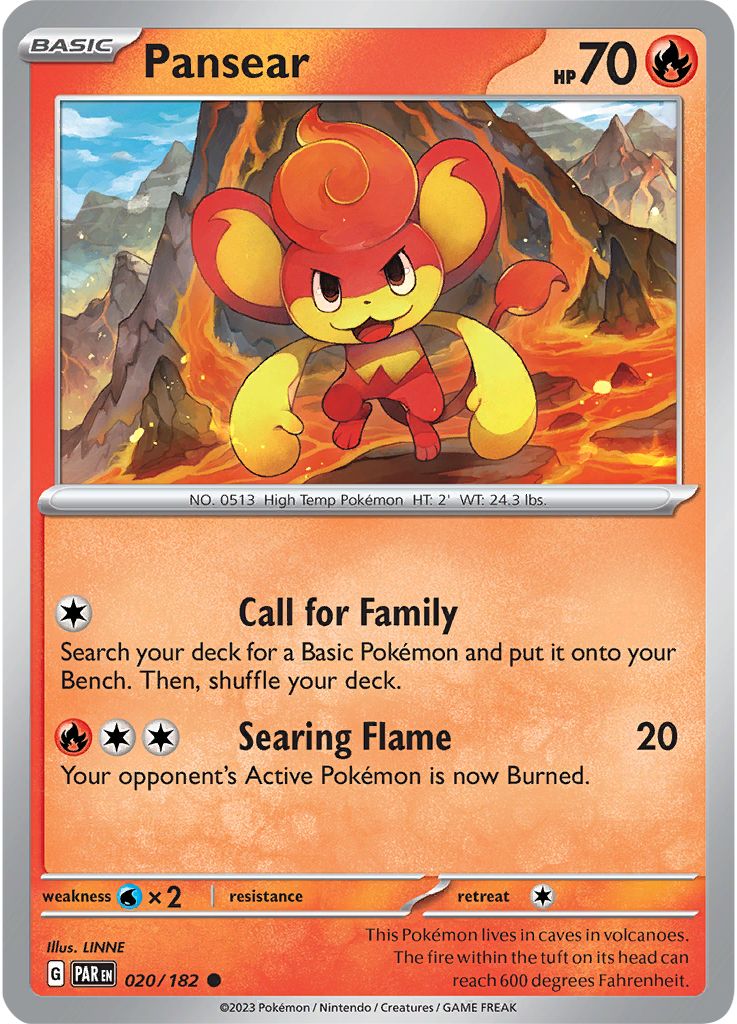 BASIC
Pansear
HP 70
NO. 0513 High Temp Pokémon HT: 2' WT: 24.3 lbs.
Call for Family
Search your deck for a Basic Pokémon and put it onto your
Bench. Then, shuffle your deck.
Searing Flame 20
Your opponent's Active Pokémon is now Burned.
weakness ×2 resistance retreat
Illus. LINNE
G PAR EN 020/182
This Pokémon lives in caves in volcanoes.
The fire within the tuft on its head can
reach 600 degrees Fahrenheit.
©2023 Pokémon / Nintendo / Creatures / GAME FREAK